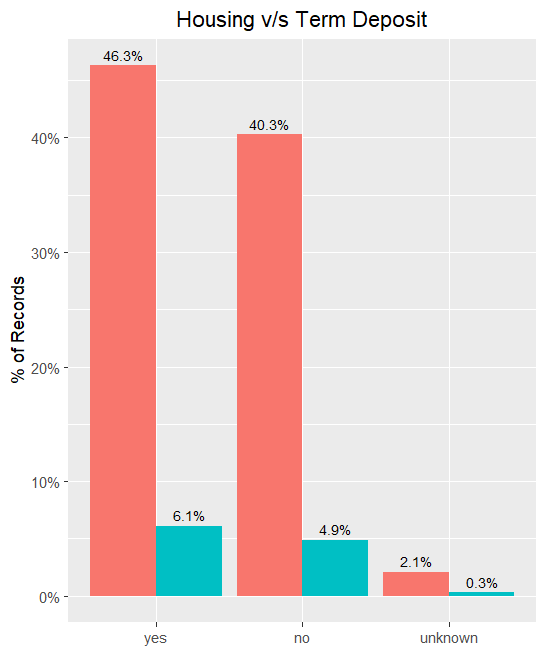 Housing v/s Term Deposit
% of Records
40%
30%
20%
10%
0%
46.3%
6.1%
40.3%
4.9%
2.1%
0.3%
yes
no
unknown